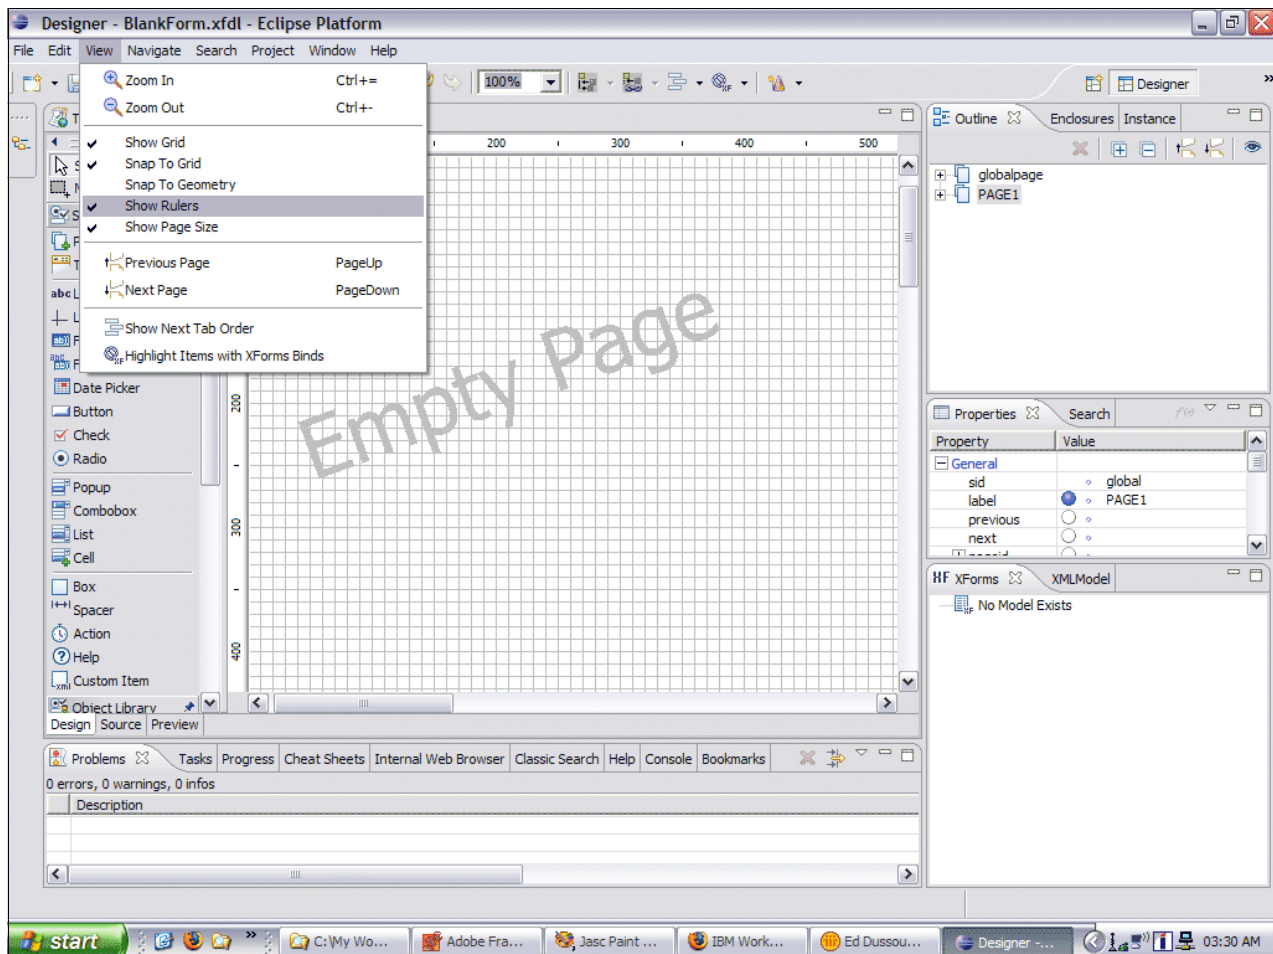 Designer - BlankForm.xfdl - Eclipse Platform
File Edit View Navigate Search Project Window Help
Zoom In Ctrl+=
Zoom Out Ctrl+-
Show Grid
Snap To Grid
Snap To Geometry
Show Rulers
Show Page Size
Previous Page PageUp
Next Page PageDown
Show Next Tab Order
Highlight Items with XForms Binds
100%
Designer
200 300 400 500
abc
Date Picker
Button
Check
Radio
Popup
Combobox
List
Cell
Box
Spacer
Action
Help
Custom Item
Object Library
200
300
400
Empty Page
Design Source Preview
Outline Enclosures Instance
globalpage
PAGE1
Properties Search
Property Value
General
sid global
label PAGE1
previous
next
XForms XMLModel
No Model Exists
Problems Tasks Progress Cheat Sheets Internal Web Browser Classic Search Help Console Bookmarks
0 errors, 0 warnings, 0 infos
Description
start C:\My Wo... Adobe Fra... Jasc Paint ... IBM Work... Ed Dussou... Designer -... 03:30 AM